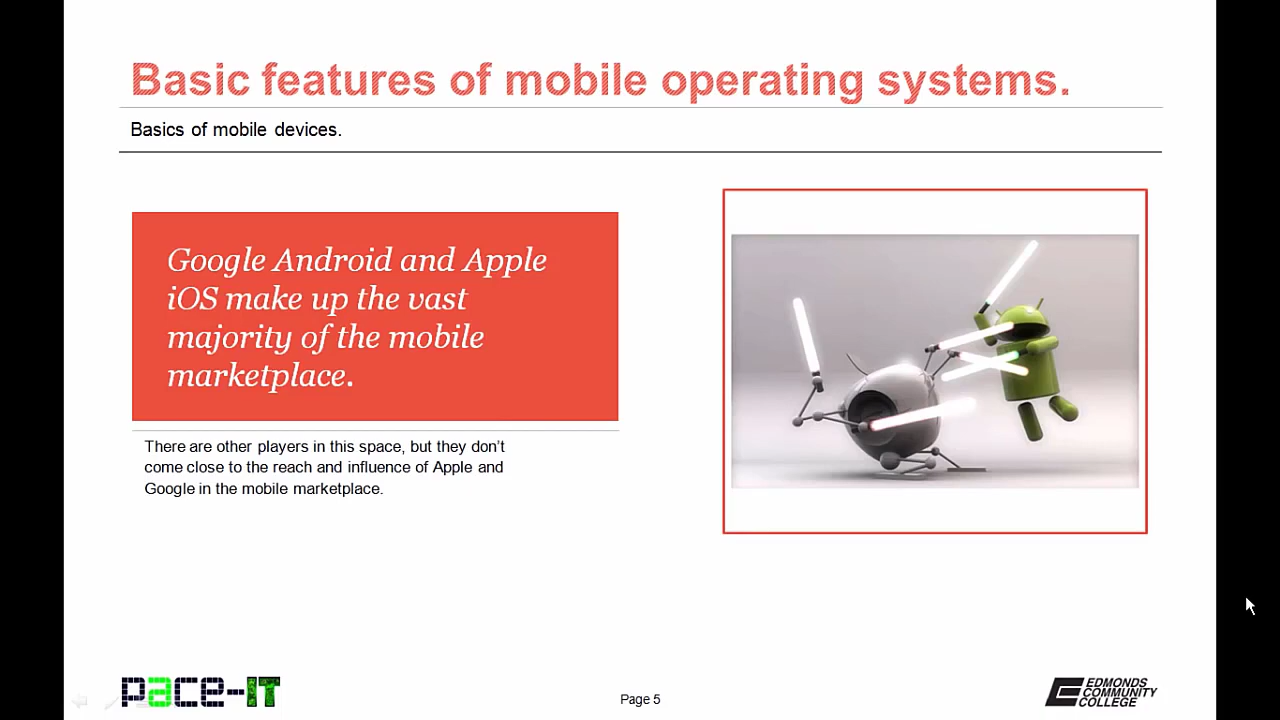 Basic features of mobile operating systems.
Basics of mobile devices.
Google Android and Apple
iOS make up the vast
majority of the mobile
marketplace.
There are other players in this space, but they don't
come close to the reach and influence of Apple and
Google in the mobile marketplace.
pace-IT
Page 5
EDMONDS
COMMUNITY
COLLEGE